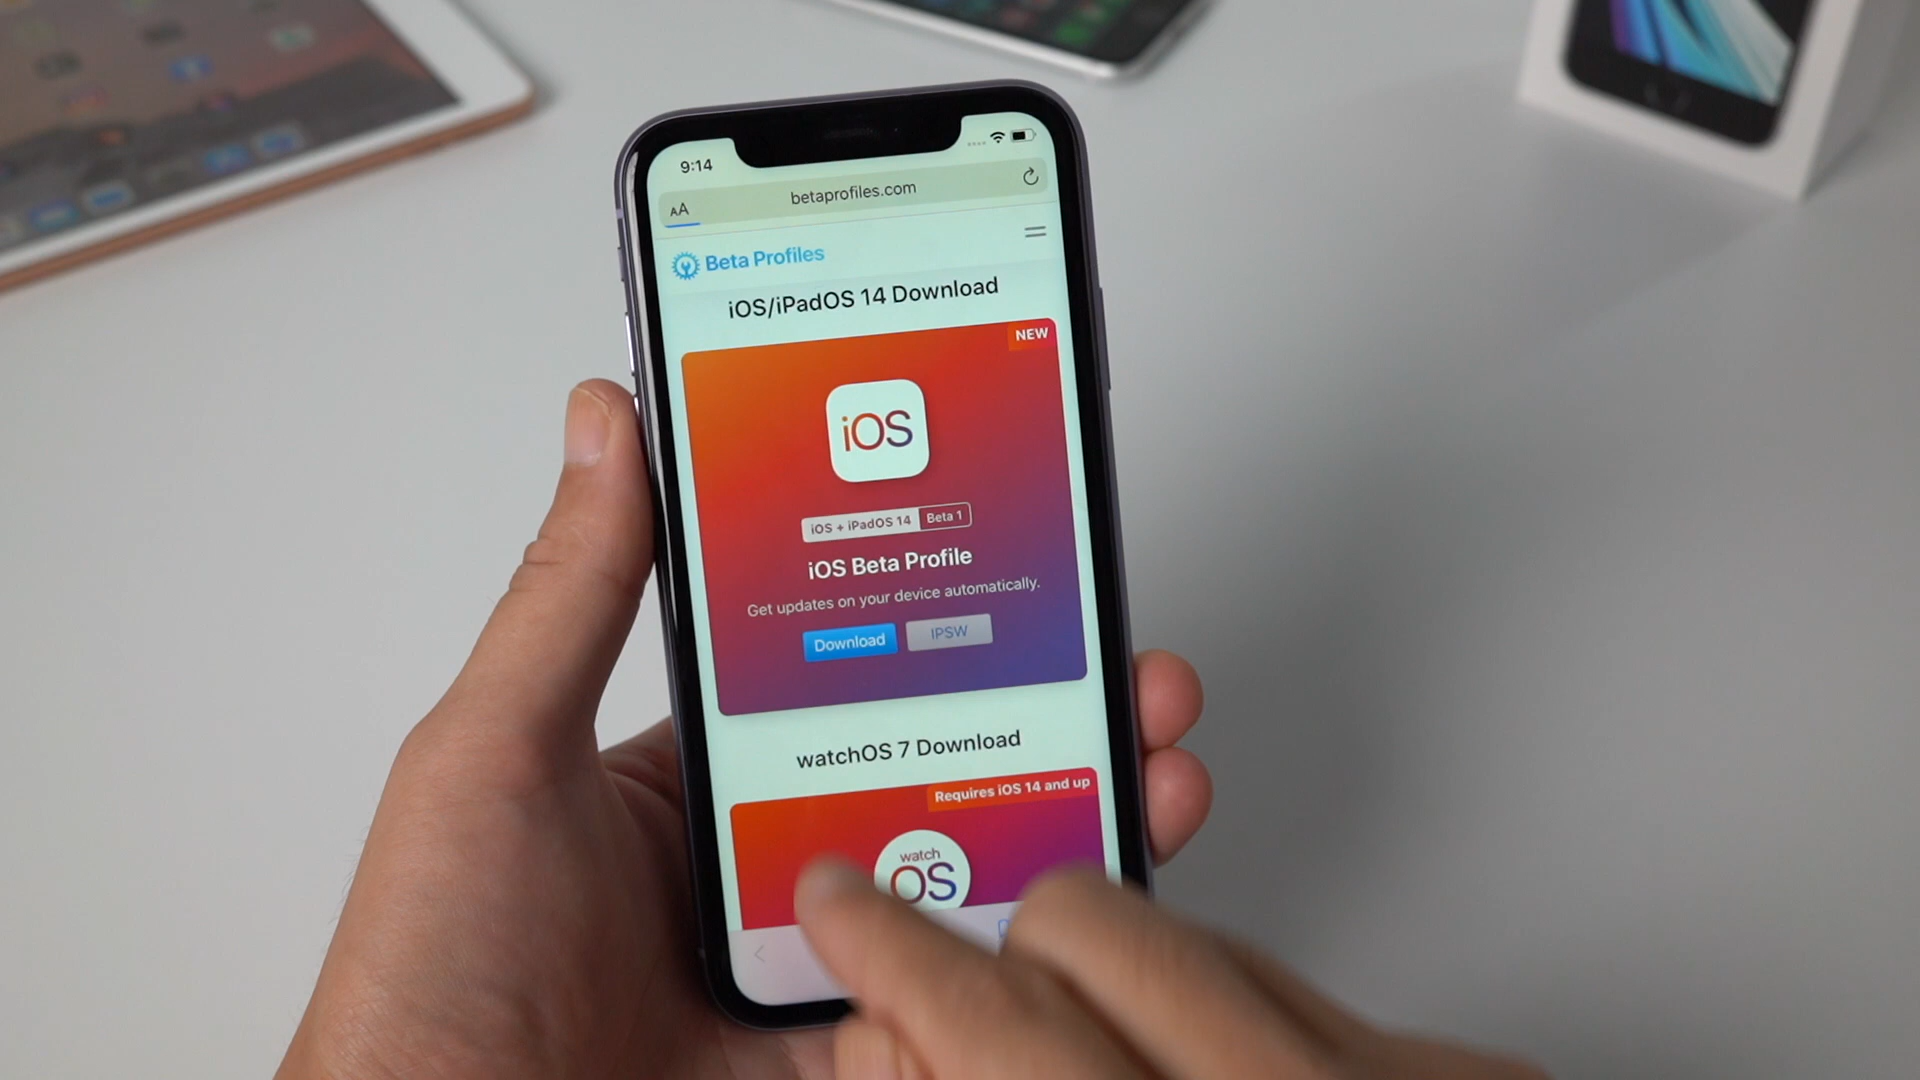 9:14
AA
betaprofiles.com
Beta Profiles
iOS/iPadOS 14 Download
NEW
iOS
iOS + iPadOS 14 Beta 1
iOS Beta Profile
Get updates on your device automatically.
Download IPSW
watchOS 7 Download
Requires iOS 14 and up
watch
OS